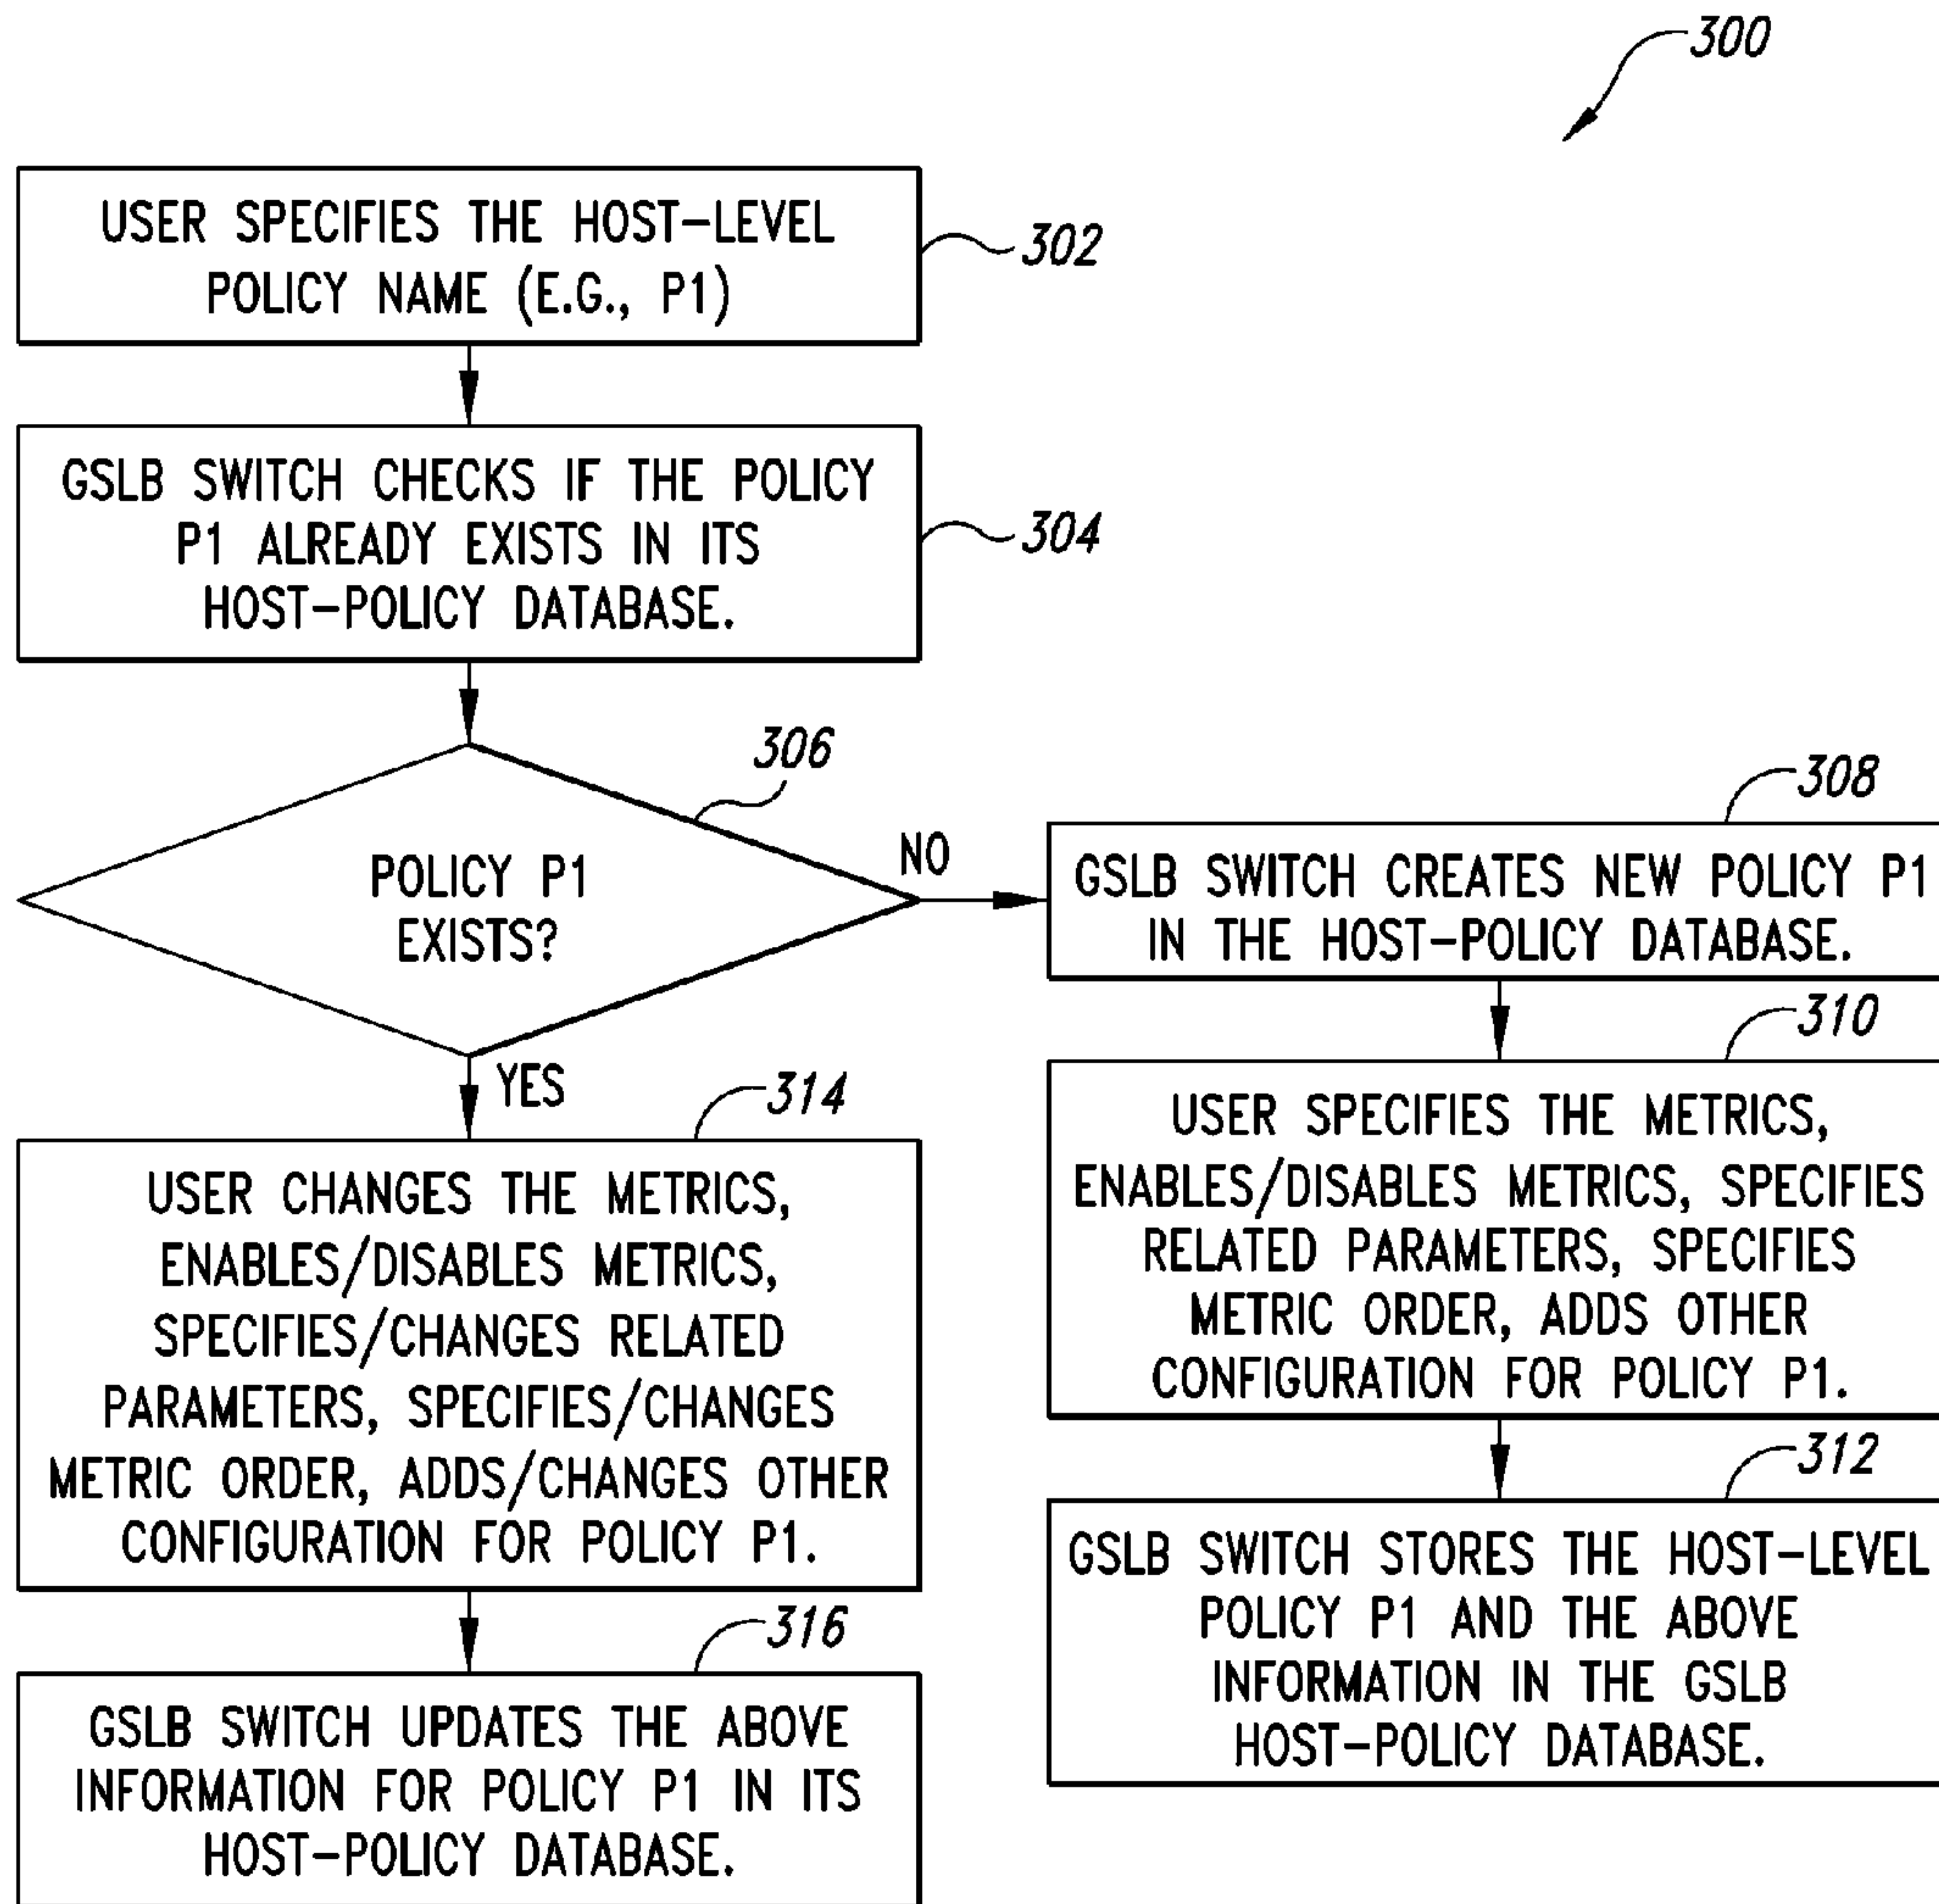 300
USER SPECIFIES THE HOST-LEVEL
POLICY NAME (E.G., P1)
302
GSLB SWITCH CHECKS IF THE POLICY
P1 ALREADY EXISTS IN ITS
HOST-POLICY DATABASE.
304
306
POLICY P1
EXISTS?
NO
YES
308
GSLB SWITCH CREATES NEW POLICY P1
IN THE HOST-POLICY DATABASE.
310
USER SPECIFIES THE METRICS,
ENABLES/DISABLES METRICS, SPECIFIES
RELATED PARAMETERS, SPECIFIES
METRIC ORDER, ADDS OTHER
CONFIGURATION FOR POLICY P1.
312
GSLB SWITCH STORES THE HOST-LEVEL
POLICY P1 AND THE ABOVE
INFORMATION IN THE GSLB
HOST-POLICY DATABASE.
314
USER CHANGES THE METRICS,
ENABLES/DISABLES METRICS,
SPECIFIES/CHANGES RELATED
PARAMETERS, SPECIFIES/CHANGES
METRIC ORDER, ADDS/CHANGES OTHER
CONFIGURATION FOR POLICY P1.
316
GSLB SWITCH UPDATES THE ABOVE
INFORMATION FOR POLICY P1 IN ITS
HOST-POLICY DATABASE.